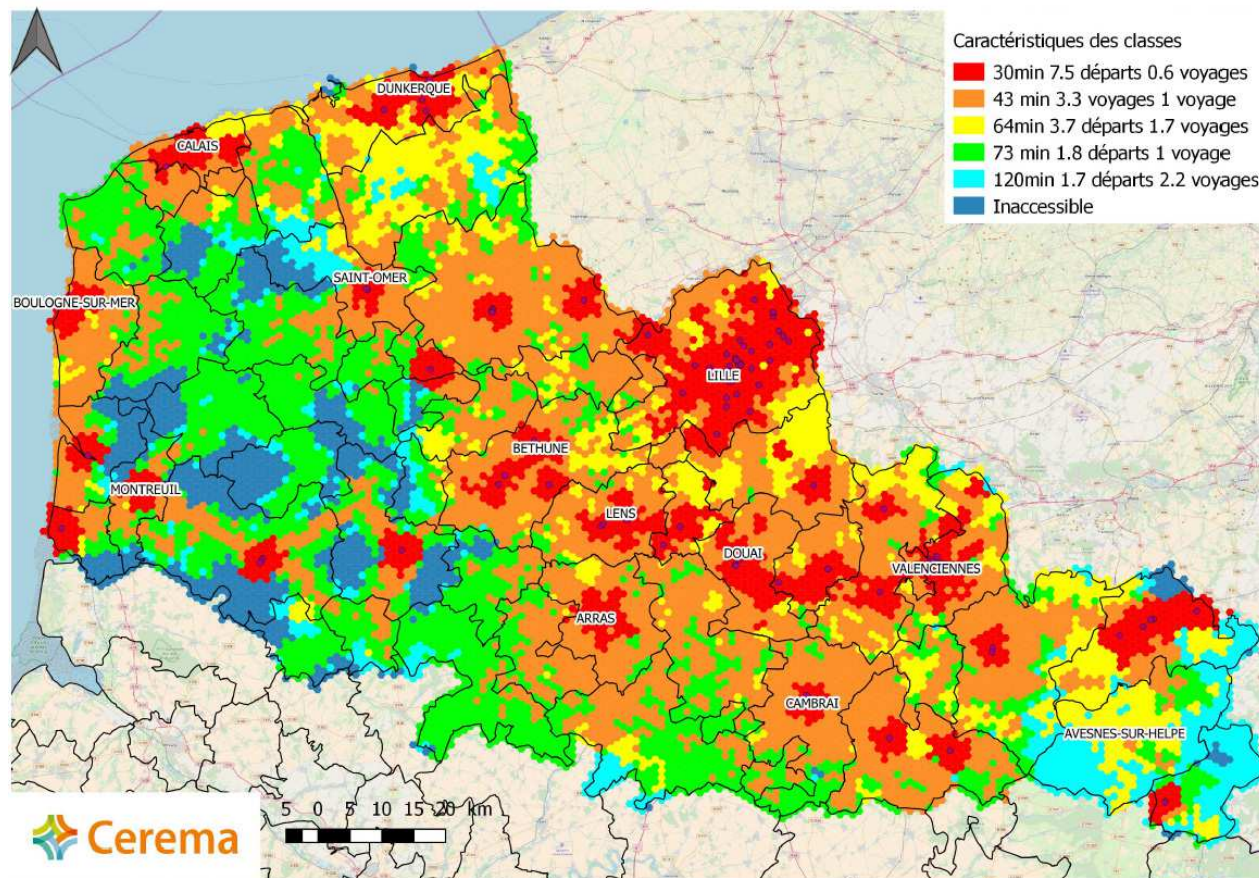 Caractéristiques des classes
30min 7.5 départs 0.6 voyages
43 min 3.3 voyages 1 voyage
64min 3.7 départs 1.7 voyages
73 min 1.8 départs 1 voyage
120min 1.7 départs 2.2 voyages
Inaccessible
DUNKERQUE
CALAIS
SAINT-OMER
BOULOGNE-SUR-MER
LILLE
BETHUNE
MONTREUIL
LENS
DOUAI
VALENCIENNES
ARRAS
CAMBRAI
AVESNES-SUR-HELPE
5 0 5 10 15 20 km
Cerema